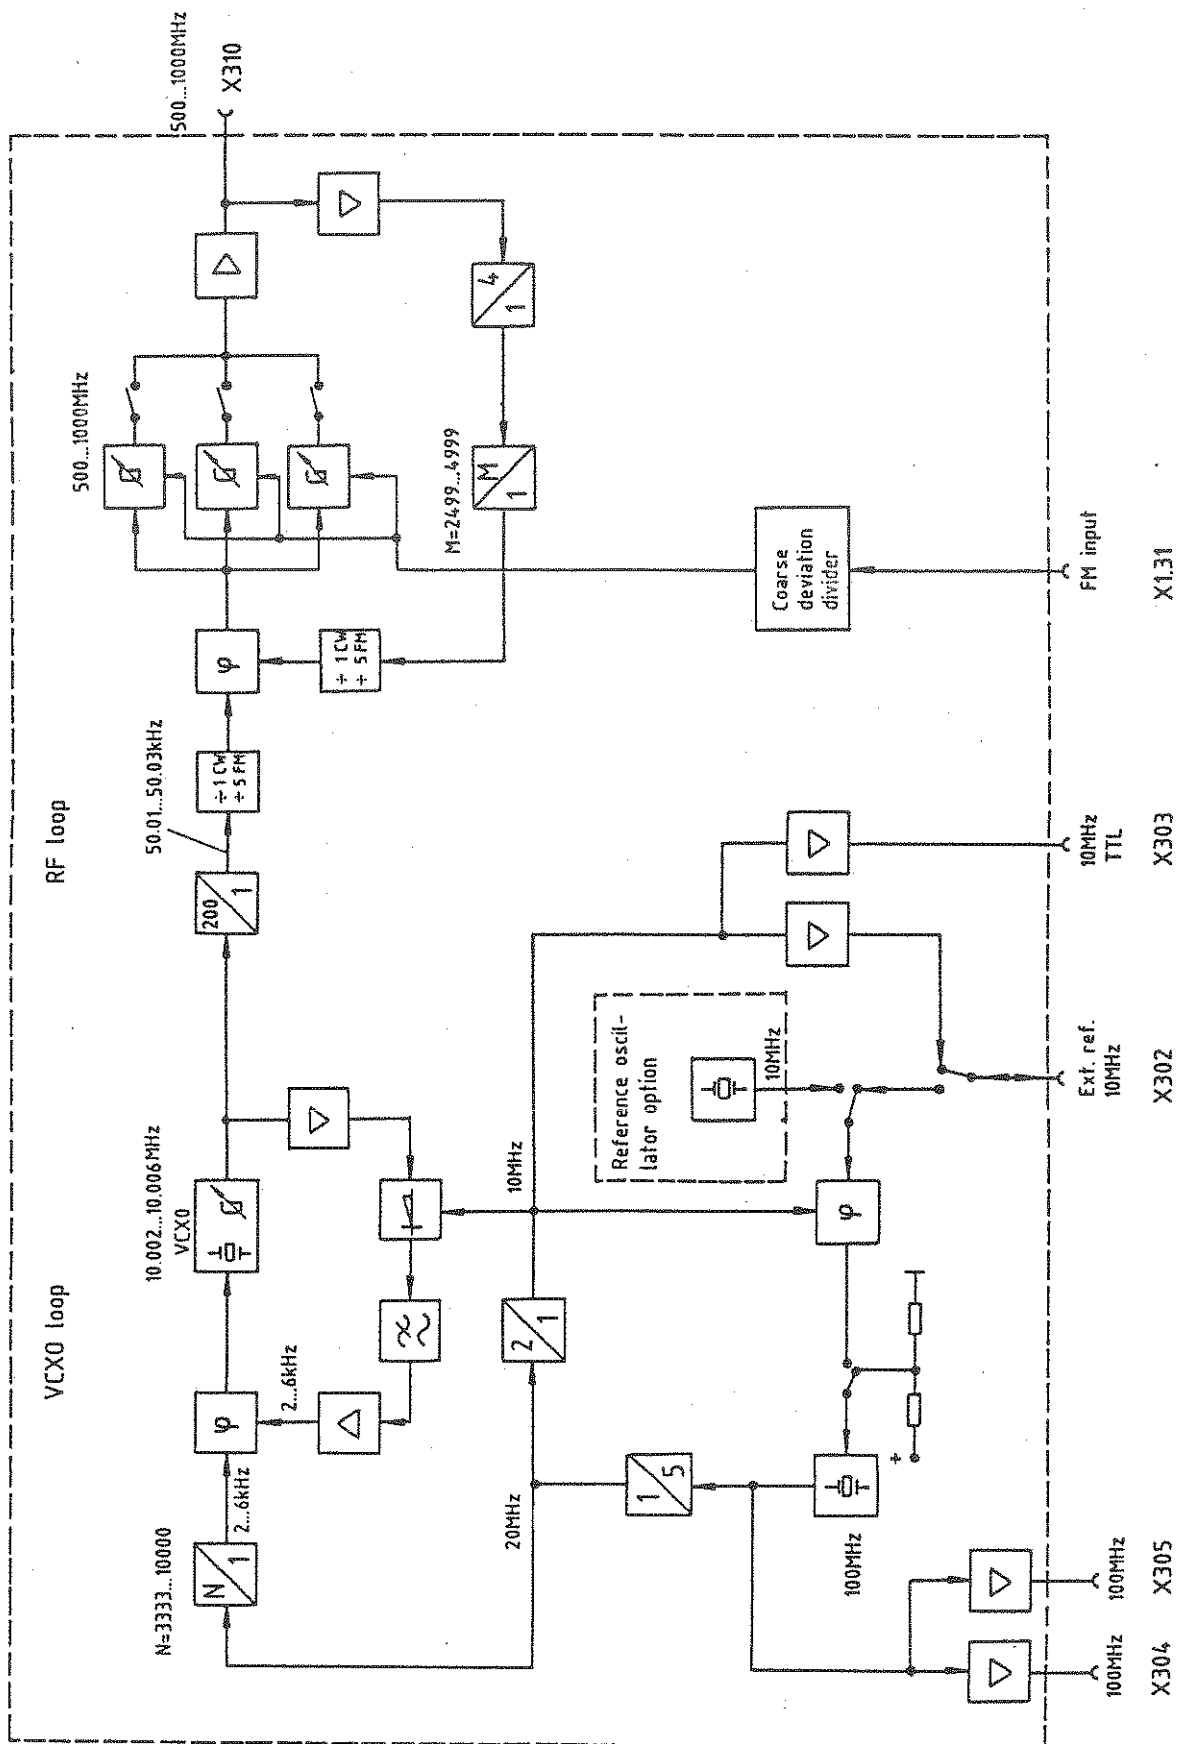 VCXO loop
RF loop
N=3333...10000
N
1
2...6kHz
φ
10.002...10.006MHz
VCXO
200
1
50.01...50.03kHz
÷1 CW
÷5 FM
φ
500...1000MHz
G
G
G
500...1000MHz
X310
2...6kHz
÷ 1 CW
÷ 5 FM
M=2499...4999
M
1
4
1
20MHz
2
1
10MHz
1
5
100MHz
φ
Reference oscil-
lator option
10MHz
Coarse
deviation
divider
100MHz
X304
100MHz
X305
Ext. ref.
10MHz
X302
10MHz
TTL
X303
FM input
X1.31
+